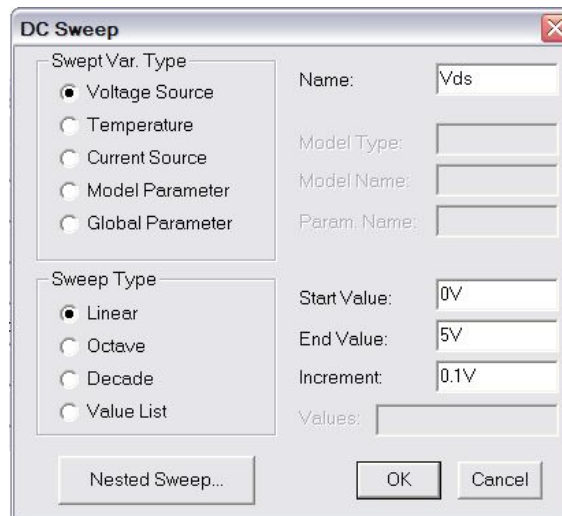 DC Sweep
Swept Var. Type
Voltage Source
Temperature
Current Source
Model Parameter
Global Parameter
Name: Vds
Model Type:
Model Name:
Param. Name:
Sweep Type
Linear
Octave
Decade
Value List
Start Value: 0V
End Value: 5V
Increment: 0.1V
Values:
Nested Sweep...
OK
Cancel